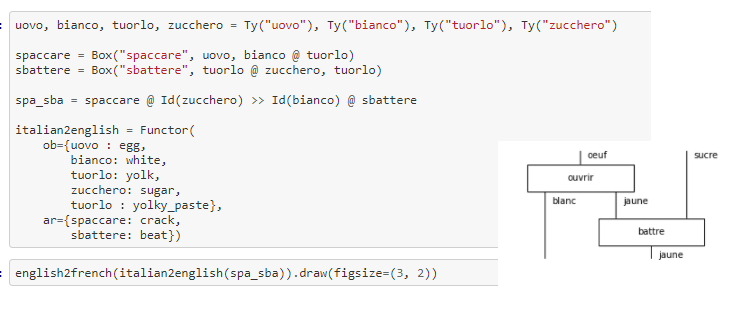 uovo, bianco, tuorlo, zucchero = Ty("uovo"), Ty("bianco"), Ty("tuorlo"), Ty("zucchero")
spaccare = Box("spaccare", uovo, bianco @ tuorlo)
sbattere = Box("sbattere", tuorlo @ zucchero, tuorlo)
spa_sba = spaccare @ Id(zucchero) >> Id(bianco) @ sbattere
italian2english = Functor(
ob={uovo : egg,
bianco: white,
tuorlo: yolk,
zucchero: sugar,
tuorlo : yolky_paste},
ar={spaccare: crack,
sbattere: beat})
english2french(italian2english(spa_sba)).draw(figsize=(3, 2))
oeuf sucre
ouvrir
blanc jaune
battre
jaune